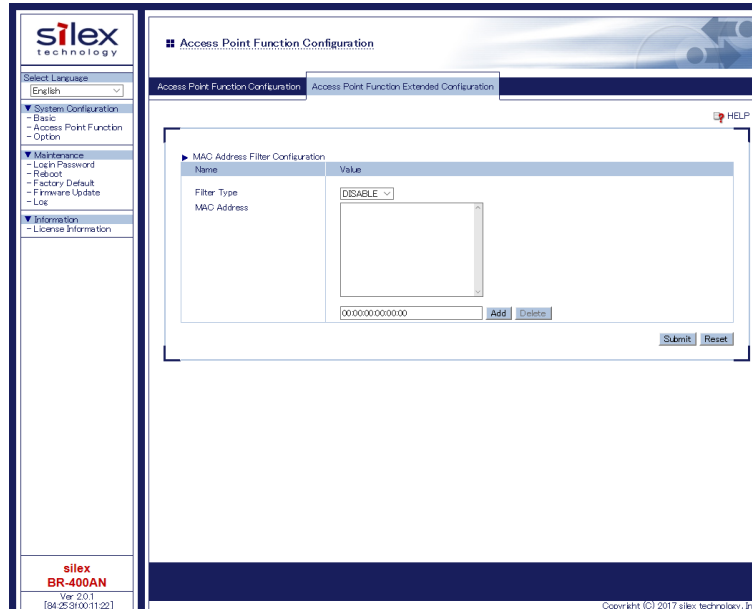 silex
technology
Select Language
English
▼ System Configuration
- Basic
- Access Point Function
- Option
▼ Maintenance
- Login Password
- Reboot
- Factory Default
- Firmware Update
- Log
▼ Information
- License Information
silex
BR-400AN
Ver 2.0.1
[84:25:3f:00:11:22]
Access Point Function Configuration
Access Point Function Configuration Access Point Function Extended Configuration
HELP
▶ MAC Address Filter Configuration
Name Value
Filter Type DISABLE
MAC Address
00:00:00:00:00:00 Add Delete
Submit Reset
Copyright (C) 2017 silex technology, In